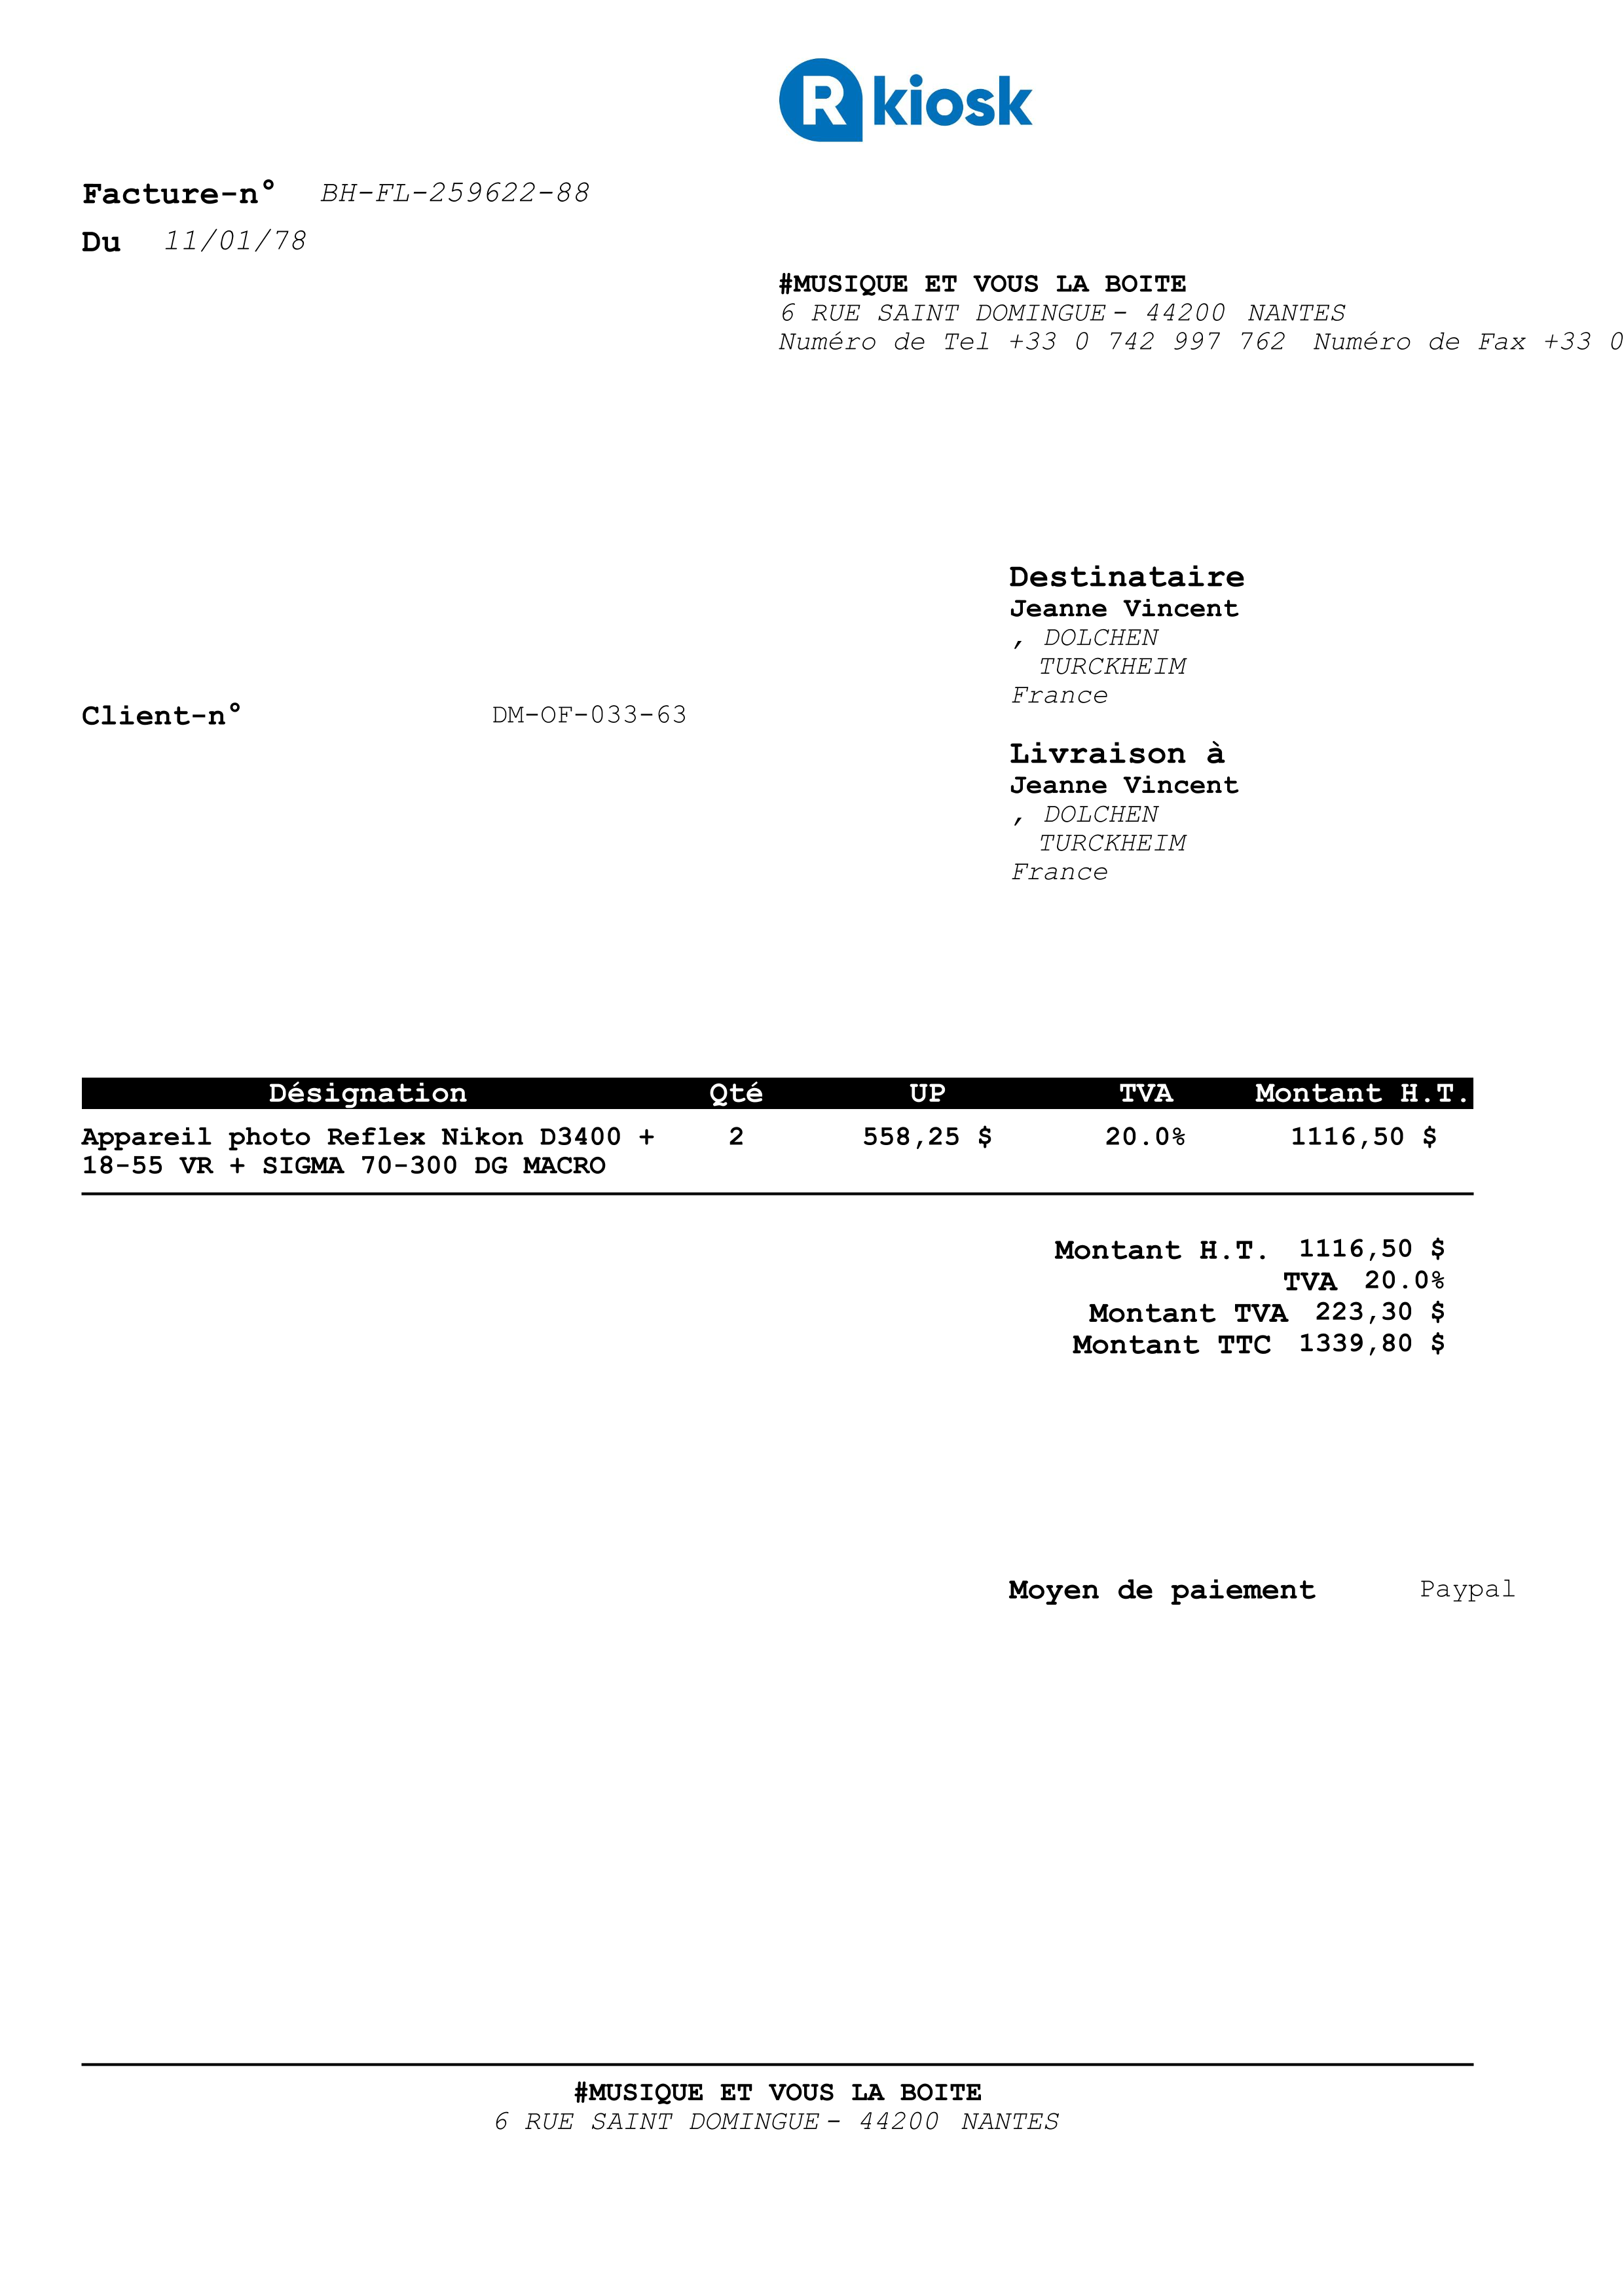 R kiosk
Facture-n° BH-FL-259622-88
Du 11/01/78
#MUSIQUE ET VOUS LA BOITE
6 RUE SAINT DOMINGUE - 44200 NANTES
Numéro de Tel +33 0 742 997 762 Numéro de Fax +33 0
Destinataire
Jeanne Vincent
, DOLCHEN
TURCKHEIM
France
Client-n° DM-OF-033-63
Livraison à
Jeanne Vincent
, DOLCHEN
TURCKHEIM
France
Désignation Qté UP TVA Montant H.T.
Appareil photo Reflex Nikon D3400 + 2 558,25 $ 20.0% 1116,50 $
18-55 VR + SIGMA 70-300 DG MACRO
Montant H.T. 1116,50 $
TVA 20.0%
Montant TVA 223,30 $
Montant TTC 1339,80 $
Moyen de paiement Paypal
#MUSIQUE ET VOUS LA BOITE
6 RUE SAINT DOMINGUE - 44200 NANTES